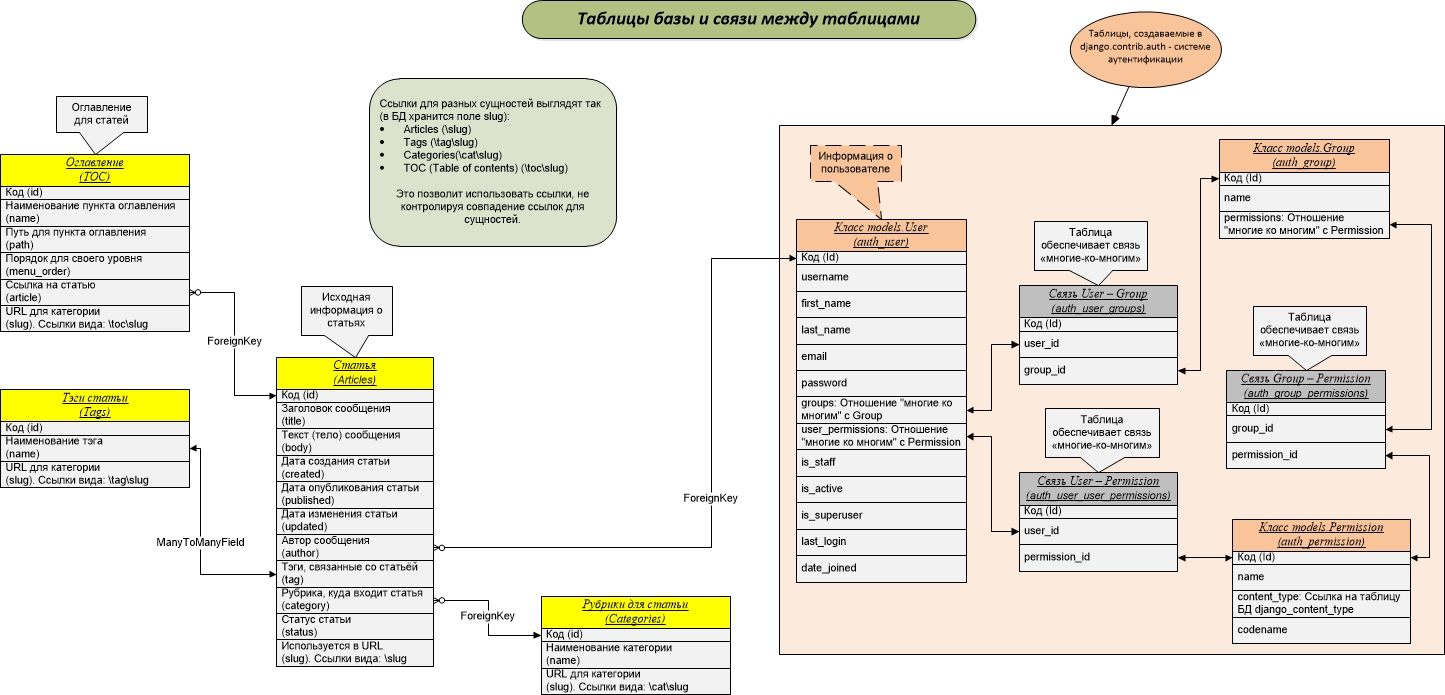 Таблицы базы и связи между таблицами
Таблицы, создаваемые в
django.contrib.auth - системе
аутентификации
Ссылки для разных сущностей выглядят так
(в БД хранится поле slug):
• Articles (\slug)
• Tags (\tag\slug)
• Categories(\cat\slug)
• TOC (Table of contents) (\toc\slug)
Это позволит использовать ссылки, не
контролируя совпадение ссылок для
сущностей.
Оглавление
для статей
Оглавление
(TOC)
Код (id)
Наименование пункта оглавления
(name)
Путь для пункта оглавления
(path)
Порядок для своего уровня
(menu_order)
Ссылка на статью
(article)
URL для категории
(slug). Ссылки вида: \toc\slug
ForeignKey
Тэги статьи
(Tags)
Код (id)
Наименование тэга
(name)
URL для категории
(slug). Ссылки вида: \tag\slug
ManyToManyField
Исходная
информация о
статьях
Статья
(Articles)
Код (id)
Заголовок сообщения
(title)
Текст (тело) сообщения
(body)
Дата создания статьи
(created)
Дата опубликования статьи
(published)
Дата изменения статьи
(updated)
Автор сообщения
(author)
Тэги, связанные со статьёй
(tag)
Рубрика, куда входит статья
(category)
Статус статьи
(status)
Используется в URL
(slug). Ссылки вида: \slug
ForeignKey
ForeignKey
Рубрики для статьи
(Categories)
Код (id)
Наименование категории
(name)
URL для категории
(slug). Ссылки вида: \cat\slug
Информация о
пользователе
Класс models.User
(auth_user)
Код (Id)
username
first_name
last_name
email
password
groups: Отношение "многие ко
многим" с Group
user_permissions: Отношение
"многие ко многим" с Permission
is_staff
is_active
is_superuser
last_login
date_joined
Таблица
обеспечивает связь
«многие-ко-многим»
Связь User – Group
(auth_user_groups)
Код (Id)
user_id
group_id
Таблица
обеспечивает связь
«многие-ко-многим»
Связь User – Permission
(auth_user_user_permissions)
Код (Id)
user_id
permission_id
Класс models.Group
(auth_group)
Код (Id)
name
permissions: Отношение
"многие ко многим" с Permission
Таблица
обеспечивает связь
«многие-ко-многим»
Связь Group – Permission
(auth_group_permissions)
Код (Id)
group_id
permission_id
Класс models.Permission
(auth_permission)
Код (Id)
name
content_type: Ссылка на таблицу
БД django_content_type
codename